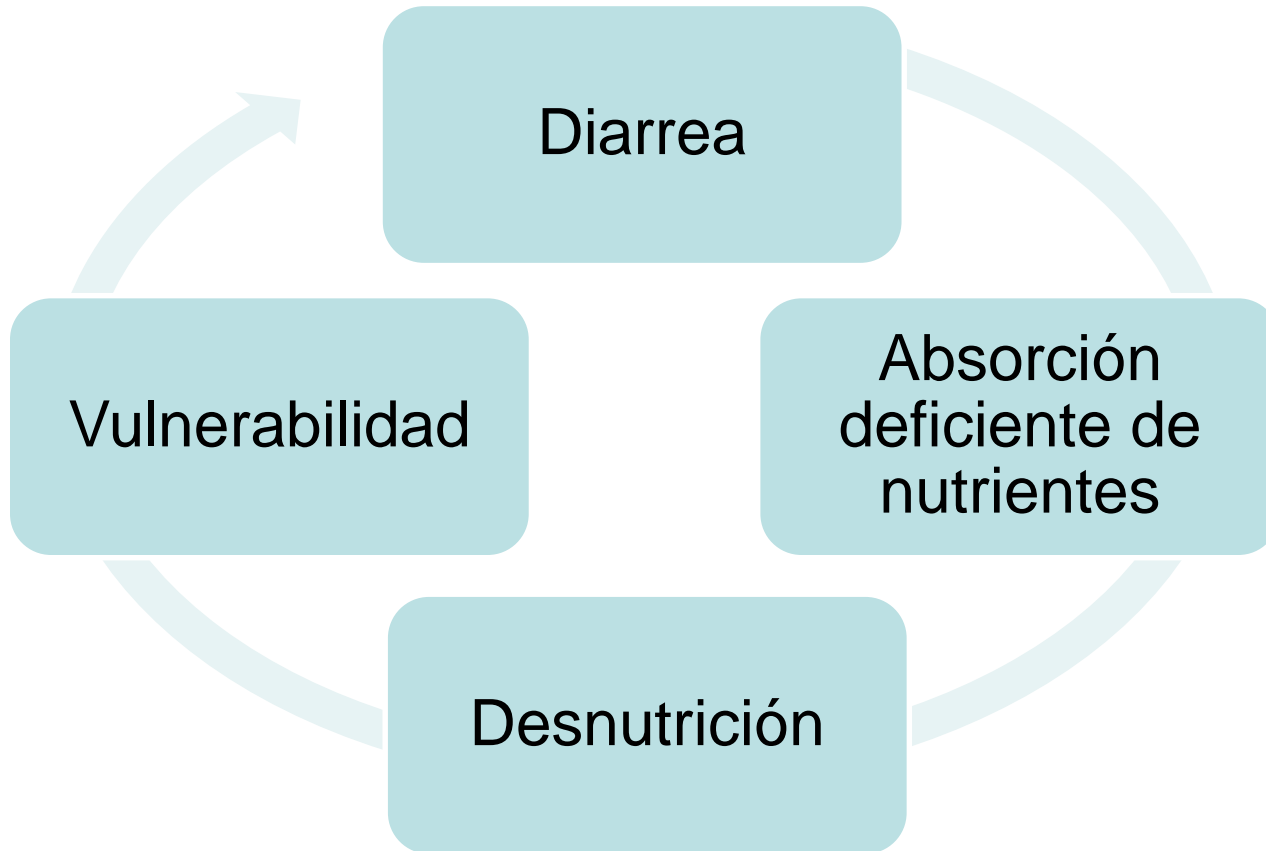 Diarrea
Absorción
deficiente de
nutrientes
Desnutrición
Vulnerabilidad